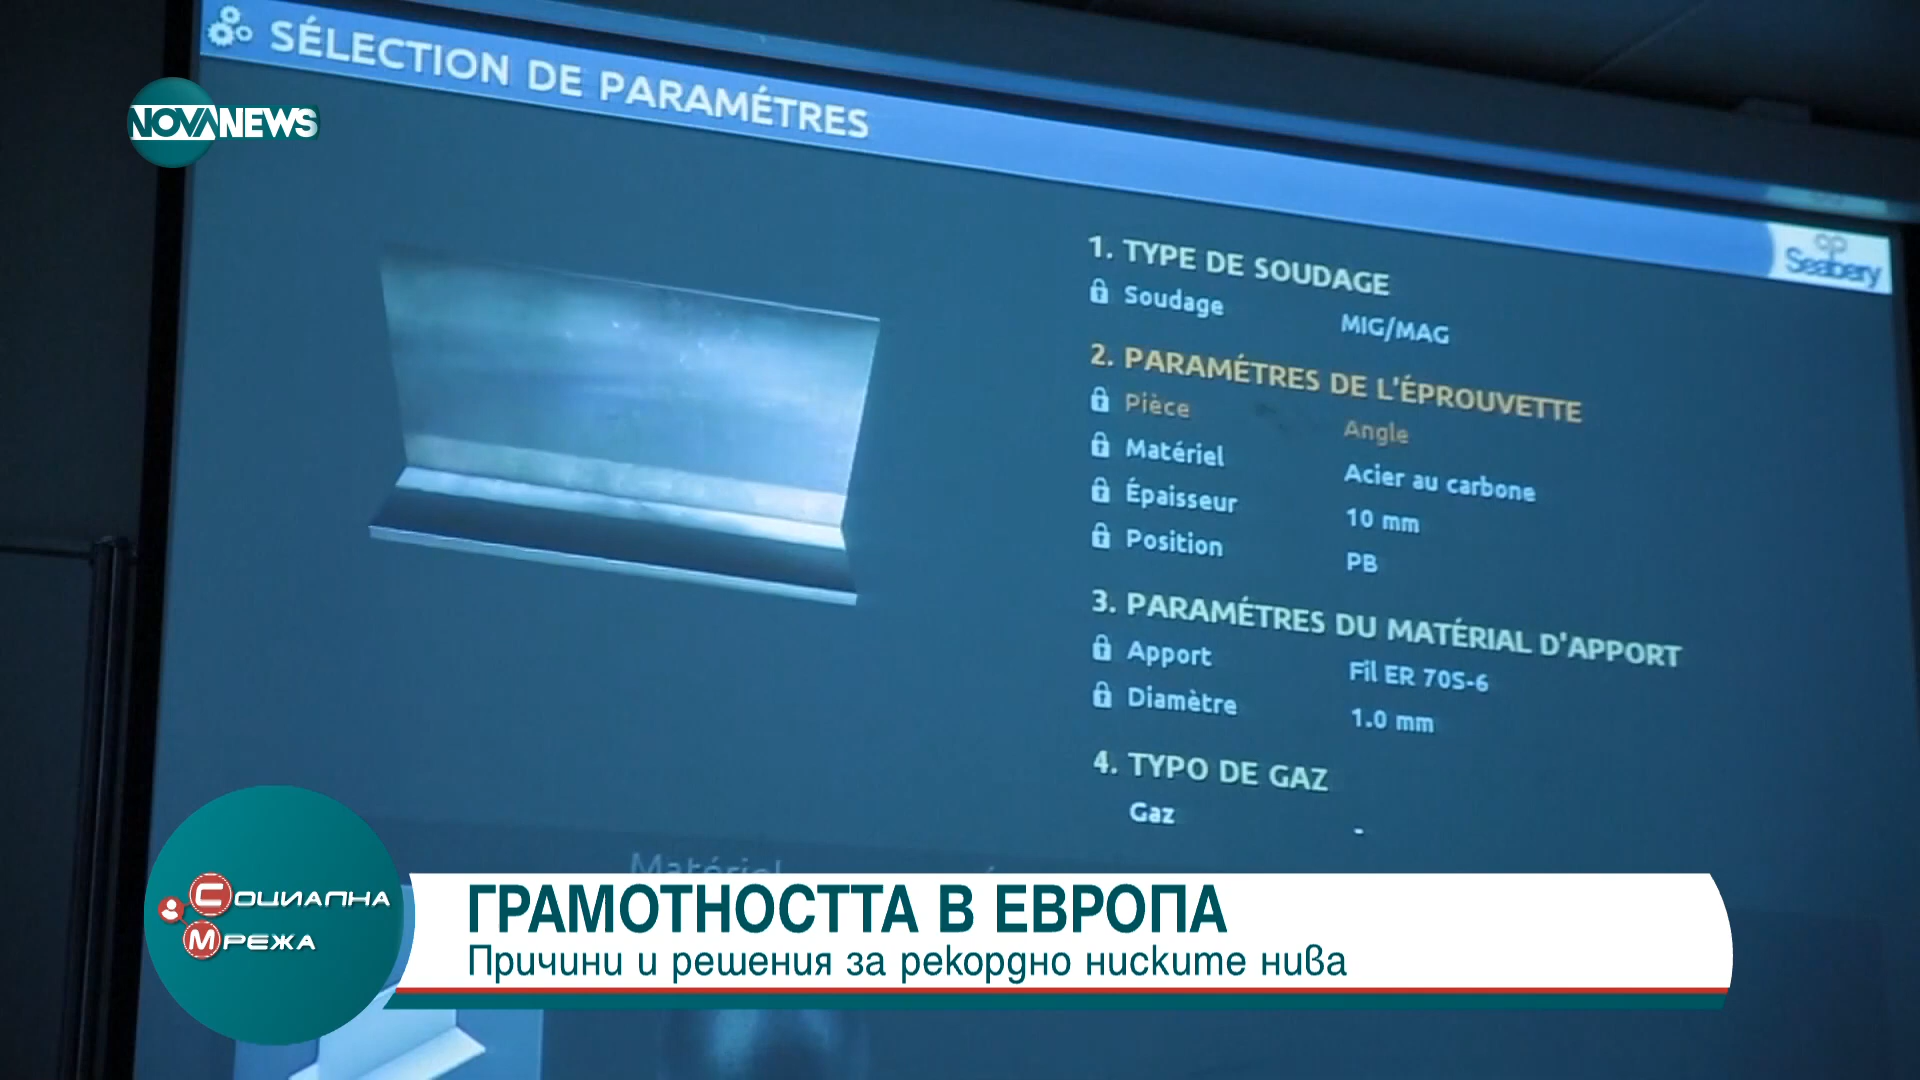 SÉLECTION DE PARAMÉTRES
NOVANEWS
Seabery
1. TYPE DE SOUDAGE
Soudage MIG/MAG
2. PARAMÉTRES DE L'ÉPROUVETTE
Pièce Angle
Matériel Acier au carbone
Épaisseur 10 mm
Position PB
3. PARAMÉTRES DU MATÉRIAL D'APPORT
Apport Fil ER 70S-6
Diamètre 1.0 mm
4. TYPO DE GAZ
Gaz -
Matériel
СОЦИАЛНА
МРЕЖА
ГРАМОТНОСТТА В ЕВРОПА
Причини и решения за рекордно ниските нива